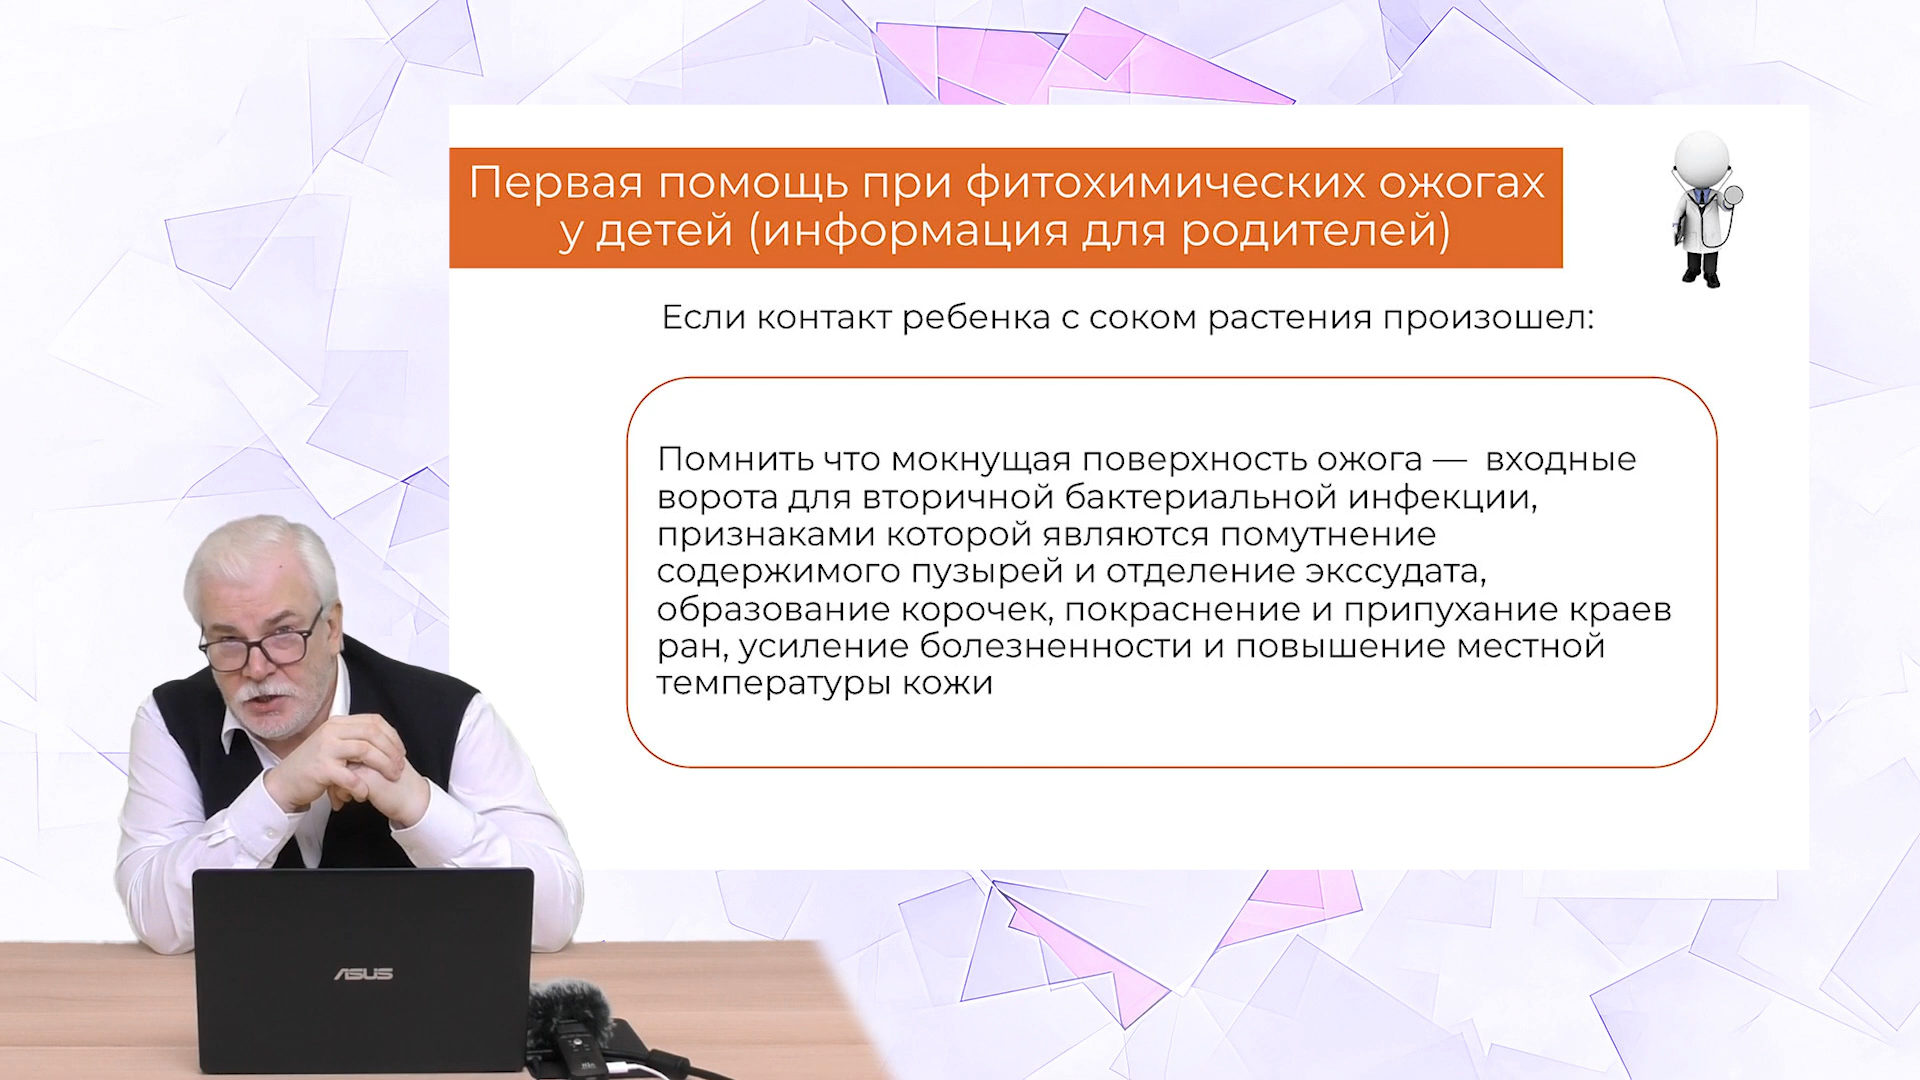 Первая помощь при фитохимических ожогах
у детей (информация для родителей)
Если контакт ребенка с соком растения произошел:
Помнить что мокнущая поверхность ожога — входные
ворота для вторичной бактериальной инфекции,
признаками которой являются помутнение
содержимого пузырей и отделение экссудата,
образование корочек, покраснение и припухание краев
ран, усиление болезненности и повышение местной
температуры кожи
ASUS